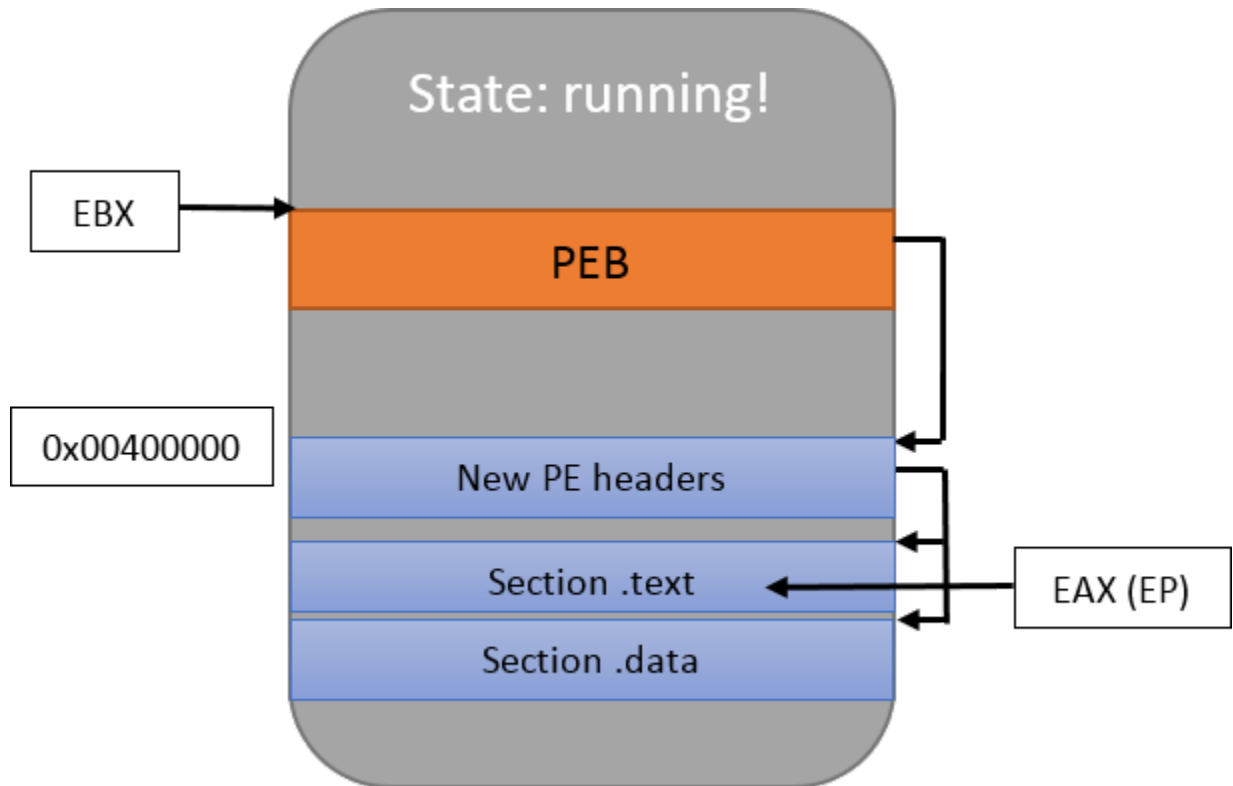 State: running!
EBX
PEB
0x00400000
New PE headers
Section .text
EAX (EP)
Section .data